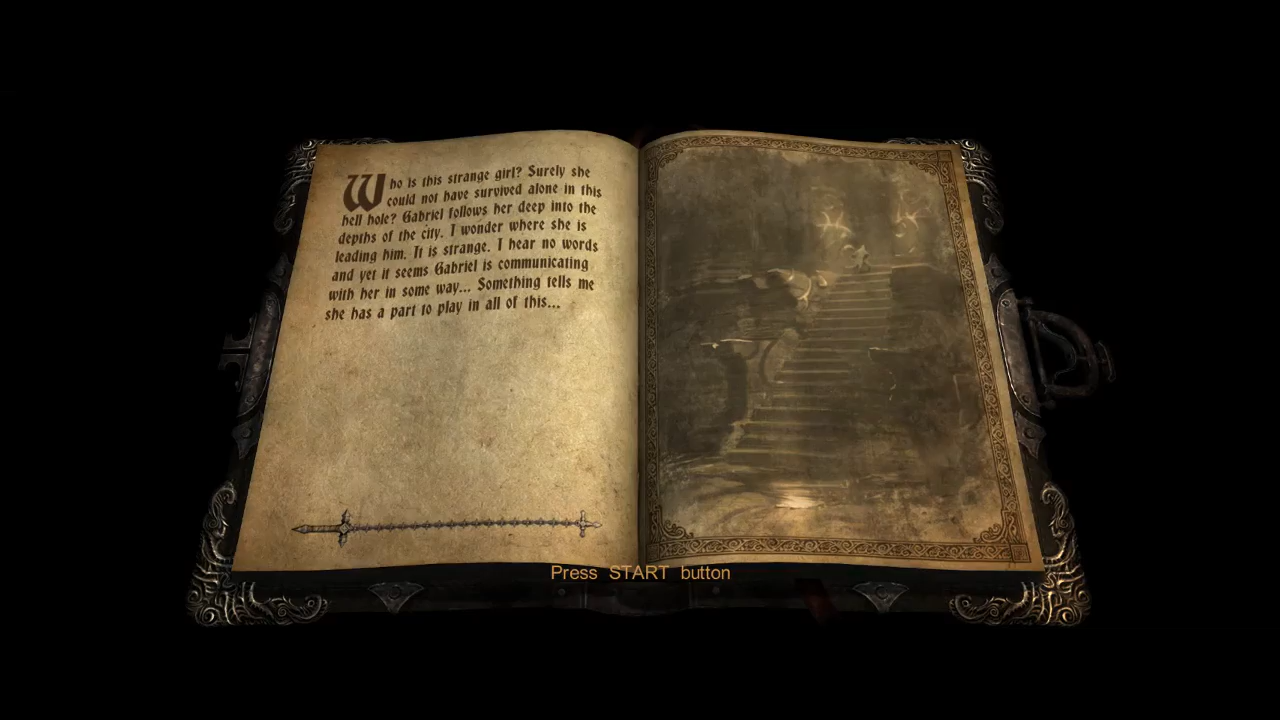 Who is this strange girl? Surely she
could not have survived alone in this
hell hole? Gabriel follows her deep into the
depths of the city. I wonder where she is
leading him. It is strange. I hear no words
and yet it seems Gabriel is communicating
with her in some way... Something tells me
she has a part to play in all of this...
Press START button